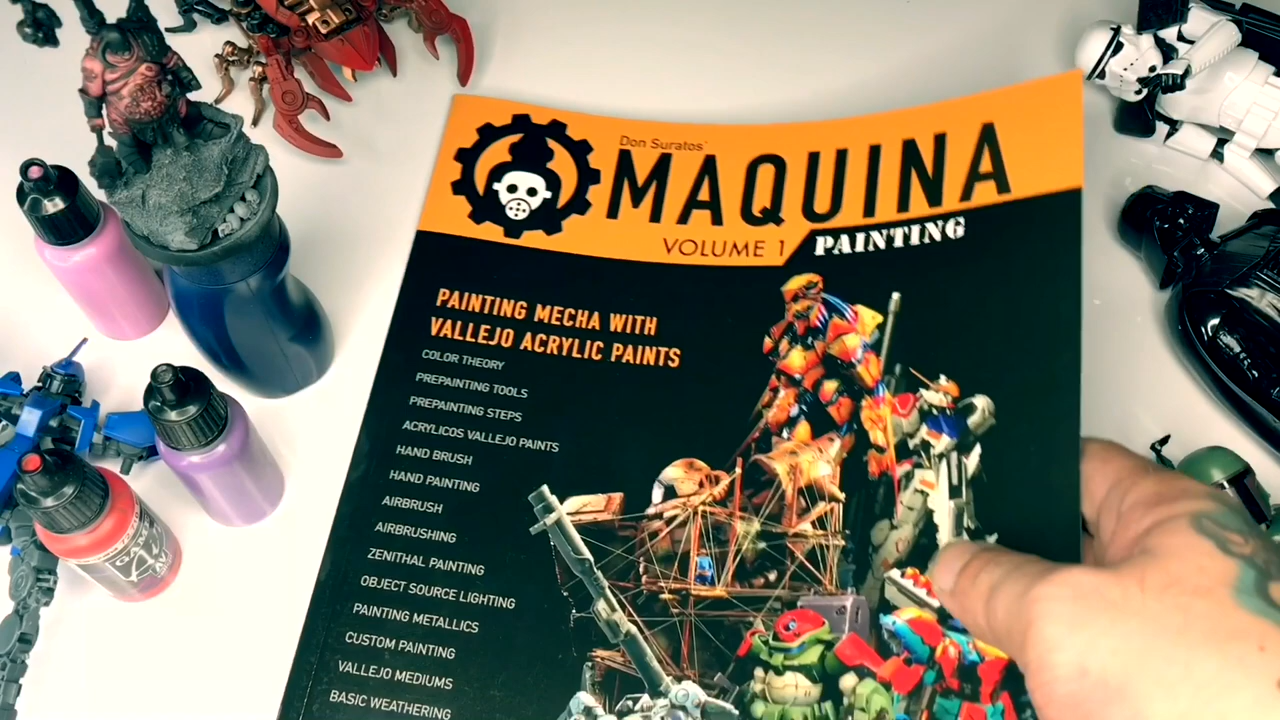 Don Suratos'
MAQUINA
VOLUME 1
PAINTING
PAINTING MECHA WITH
VALLEJO ACRYLIC PAINTS
COLOR THEORY
PREPAINTING TOOLS
PREPAINTING STEPS
ACRYLICOS VALLEJO PAINTS
HAND BRUSH
HAND PAINTING
AIRBRUSH
AIRBRUSHING
ZENITHAL PAINTING
OBJECT SOURCE LIGHTING
PAINTING METALLICS
CUSTOM PAINTING
VALLEJO MEDIUMS
BASIC WEATHERING
GAME